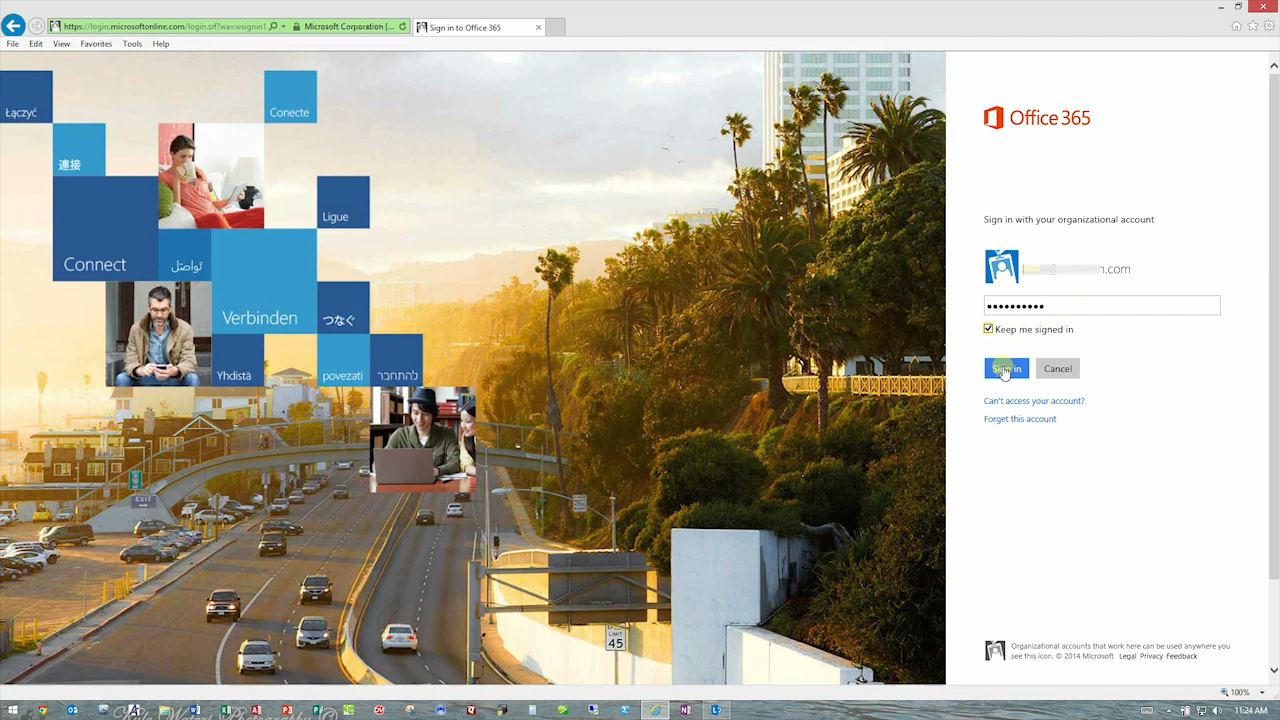 https://login.microsoftonline.com/login.srf?wa=wsignin1
Microsoft Corporation [...
Sign in to Office 365
File Edit View Favorites Tools Help
Łączyć
Conecte
連接
Ligue
Connect
تواصَل
Verbinden
つなぐ
Yhdistä
povezati
להתחבר
EXIT
LIMIT
45
Office 365
Sign in with your organizational account
.com
Keep me signed in
Sign in
Cancel
Can't access your account?
Forget this account
Organizational accounts that work here can be used anywhere you
see this icon. © 2014 Microsoft Legal Privacy Feedback
100%
Photography
11:24 AM